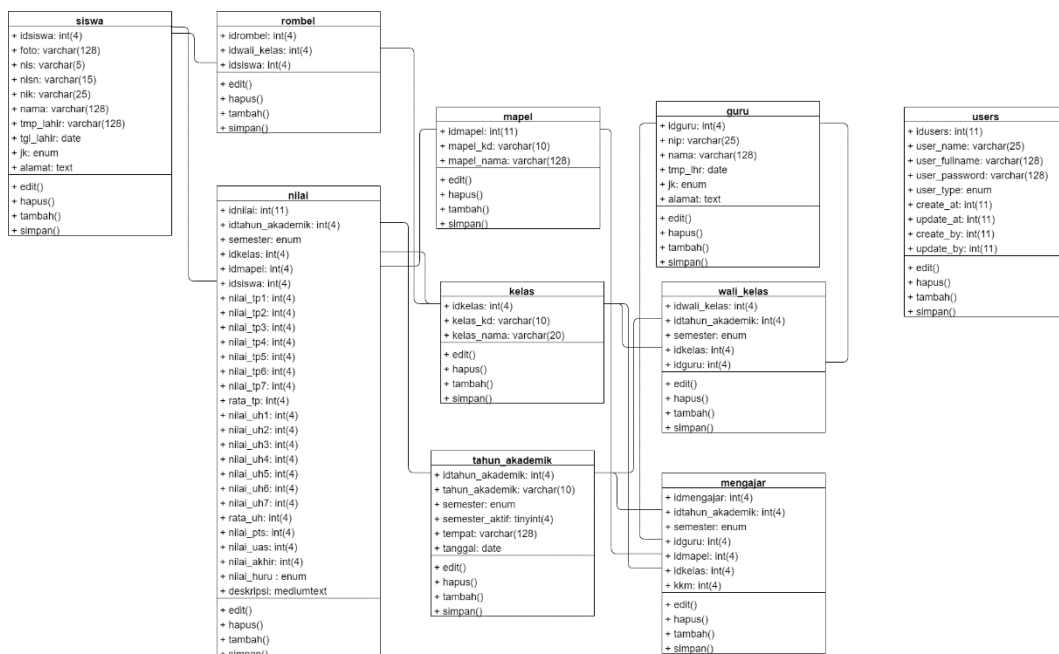 siswa
+ idsiswa: int(4)
+ foto: varchar(128)
+ nis: varchar(5)
+ nisn: varchar(15)
+ nik: varchar(25)
+ nama: varchar(128)
+ tmp_lahir: varchar(128)
+ tgl_lahir: date
+ jk: enum
+ alamat: text
+ edit()
+ hapus()
+ tambah()
+ simpan()
rombel
+ idrombel: int(4)
+ idwali_kelas: int(4)
+ idsiswa: int(4)
+ edit()
+ hapus()
+ tambah()
+ simpan()
nilai
+ idnilai: int(11)
+ idtahun_akademik: int(4)
+ semester: enum
+ idkelas: int(4)
+ idmapel: int(4)
+ idsiswa: int(4)
+ nilai_tp1: int(4)
+ nilai_tp2: int(4)
+ nilai_tp3: int(4)
+ nilai_tp4: int(4)
+ nilai_tp5: int(4)
+ nilai_tp6: int(4)
+ nilai_tp7: int(4)
+ rata_tp: int(4)
+ nilai_uh1: int(4)
+ nilai_uh2: int(4)
+ nilai_uh3: int(4)
+ nilai_uh4: int(4)
+ nilai_uh5: int(4)
+ nilai_uh6: int(4)
+ nilai_uh7: int(4)
+ rata_uh: int(4)
+ nilai_pts: int(4)
+ nilai_uas: int(4)
+ nilai_akhir: int(4)
+ nilai_huru : enum
+ deskripsi: mediumtext
+ edit()
+ hapus()
+ tambah()
+ simpan()
mapel
+ idmapel: int(11)
+ mapel_kd: varchar(10)
+ mapel_nama: varchar(128)
+ edit()
+ hapus()
+ tambah()
+ simpan()
kelas
+ idkelas: int(4)
+ kelas_kd: varchar(10)
+ kelas_nama: varchar(20)
+ edit()
+ hapus()
+ tambah()
+ simpan()
tahun_akademik
+ idtahun_akademik: int(4)
+ tahun_akademik: varchar(10)
+ semester: enum
+ semester_aktif: tinyint(4)
+ tempat: varchar(128)
+ tanggal: date
+ edit()
+ hapus()
+ tambah()
+ simpan()
guru
+ idguru: int(4)
+ nip: varchar(25)
+ nama: varchar(128)
+ tmp_lhr: date
+ jk: enum
+ alamat: text
+ edit()
+ hapus()
+ tambah()
+ simpan()
wali_kelas
+ idwali_kelas: int(4)
+ idtahun_akademik: int(4)
+ semester: enum
+ idkelas: int(4)
+ idguru: int(4)
+ edit()
+ hapus()
+ tambah()
+ simpan()
mengajar
+ idmengajar: int(4)
+ idtahun_akademik: int(4)
+ semester: enum
+ idguru: int(4)
+ idmapel: int(4)
+ idkelas: int(4)
+ kkm: int(4)
+ edit()
+ hapus()
+ tambah()
+ simpan()
users
+ idusers: int(11)
+ user_name: varchar(25)
+ user_fullname: varchar(128)
+ user_password: varchar(128)
+ user_type: enum
+ create_at: int(11)
+ update_at: int(11)
+ create_by: int(11)
+ update_by: int(11)
+ edit()
+ hapus()
+ tambah()
+ simpan()